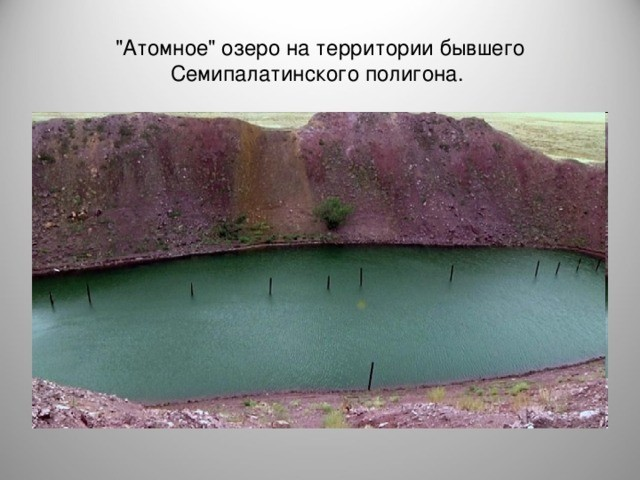 "Атомное" озеро на территории бывшего
Семипалатинского полигона.